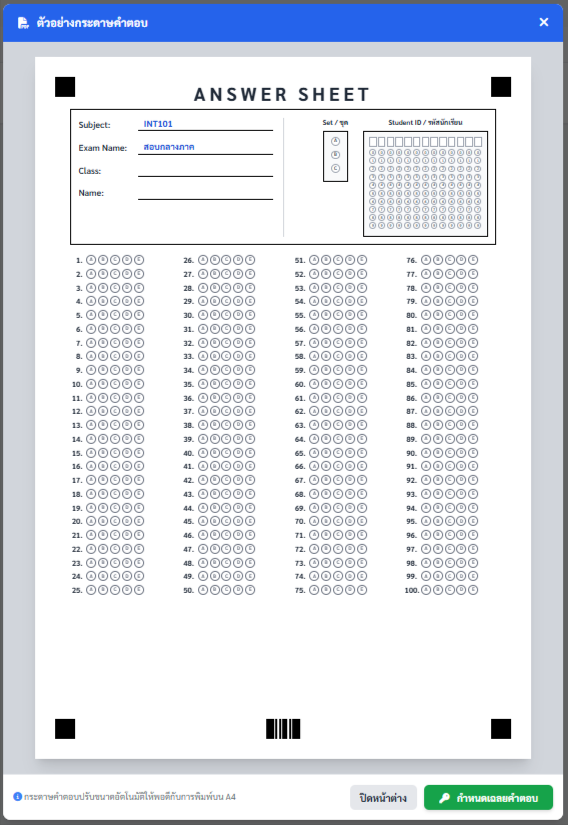 ตัวอย่างกระดาษคำตอบ
ANSWER SHEET
Subject: INT101
Exam Name: สอบกลางภาค
Class:
Name:
Set / ชุด
A
B
C
Student ID / รหัสนักเรียน
1. A B C D E
2. A B C D E
3. A B C D E
4. A B C D E
5. A B C D E
6. A B C D E
7. A B C D E
8. A B C D E
9. A B C D E
10. A B C D E
11. A B C D E
12. A B C D E
13. A B C D E
14. A B C D E
15. A B C D E
16. A B C D E
17. A B C D E
18. A B C D E
19. A B C D E
20. A B C D E
21. A B C D E
22. A B C D E
23. A B C D E
24. A B C D E
25. A B C D E
26. A B C D E
27. A B C D E
28. A B C D E
29. A B C D E
30. A B C D E
31. A B C D E
32. A B C D E
33. A B C D E
34. A B C D E
35. A B C D E
36. A B C D E
37. A B C D E
38. A B C D E
39. A B C D E
40. A B C D E
41. A B C D E
42. A B C D E
43. A B C D E
44. A B C D E
45. A B C D E
46. A B C D E
47. A B C D E
48. A B C D E
49. A B C D E
50. A B C D E
51. A B C D E
52. A B C D E
53. A B C D E
54. A B C D E
55. A B C D E
56. A B C D E
57. A B C D E
58. A B C D E
59. A B C D E
60. A B C D E
61. A B C D E
62. A B C D E
63. A B C D E
64. A B C D E
65. A B C D E
66. A B C D E
67. A B C D E
68. A B C D E
69. A B C D E
70. A B C D E
71. A B C D E
72. A B C D E
73. A B C D E
74. A B C D E
75. A B C D E
76. A B C D E
77. A B C D E
78. A B C D E
79. A B C D E
80. A B C D E
81. A B C D E
82. A B C D E
83. A B C D E
84. A B C D E
85. A B C D E
86. A B C D E
87. A B C D E
88. A B C D E
89. A B C D E
90. A B C D E
91. A B C D E
92. A B C D E
93. A B C D E
94. A B C D E
95. A B C D E
96. A B C D E
97. A B C D E
98. A B C D E
99. A B C D E
100. A B C D E
กระดาษคำตอบปรับขนาดอัตโนมัติให้พอดีกับการพิมพ์บน A4
ปิดหน้าต่าง
กำหนดเฉลยคำตอบ